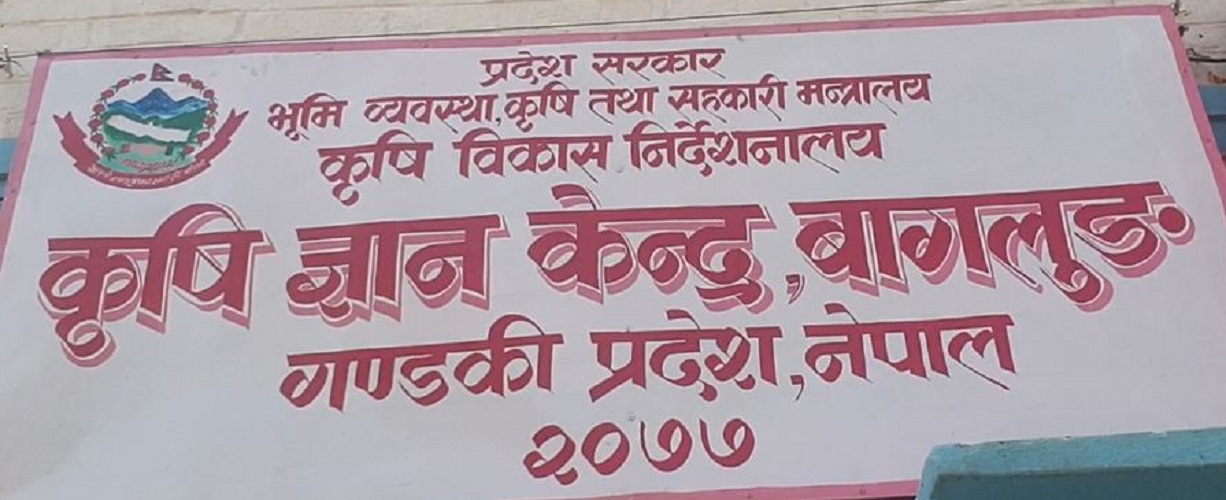 प्रदेश सरकार
भूमि व्यवस्था, कृषि तथा सहकारी मन्त्रालय
कृषि विकास निर्देशनालय
कृषि ज्ञान केन्द्र, बागलुङ
गण्डकी प्रदेश, नेपाल
२०७७